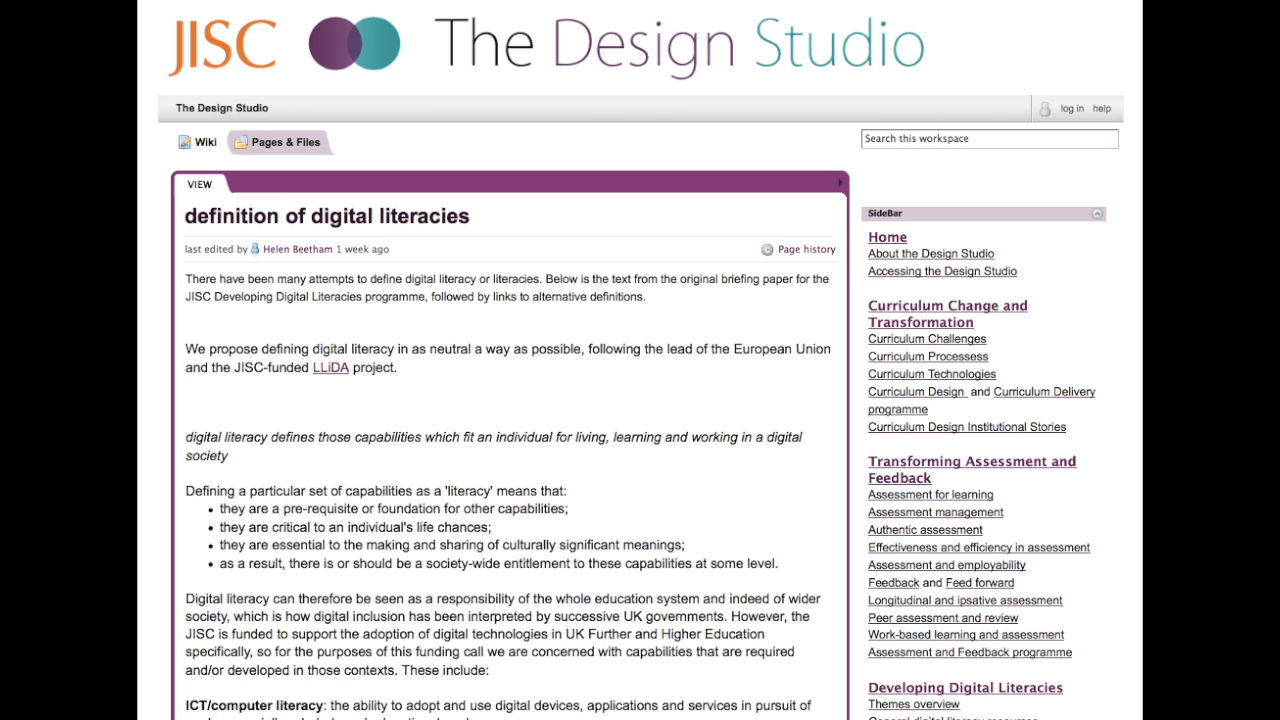 JISC The Design Studio
The Design Studio
log in help
Wiki Pages & Files
Search this workspace
VIEW
definition of digital literacies
last edited by Helen Beetham 1 week ago
Page history
There have been many attempts to define digital literacy or literacies. Below is the text from the original briefing paper for the
JISC Developing Digital Literacies programme, followed by links to alternative definitions.
We propose defining digital literacy in as neutral a way as possible, following the lead of the European Union
and the JISC-funded LLiDA project.
digital literacy defines those capabilities which fit an individual for living, learning and working in a digital
society
Defining a particular set of capabilities as a 'literacy' means that:
• they are a pre-requisite or foundation for other capabilities;
• they are critical to an individual's life chances;
• they are essential to the making and sharing of culturally significant meanings;
• as a result, there is or should be a society-wide entitlement to these capabilities at some level.
Digital literacy can therefore be seen as a responsibility of the whole education system and indeed of wider
society, which is how digital inclusion has been interpreted by successive UK governments. However, the
JISC is funded to support the adoption of digital technologies in UK Further and Higher Education
specifically, so for the purposes of this funding call we are concerned with capabilities that are required
and/or developed in those contexts. These include:
ICT/computer literacy: the ability to adopt and use digital devices, applications and services in pursuit of
SideBar
Home
About the Design Studio
Accessing the Design Studio
Curriculum Change and
Transformation
Curriculum Challenges
Curriculum Processess
Curriculum Technologies
Curriculum Design and Curriculum Delivery
programme
Curriculum Design Institutional Stories
Transforming Assessment and
Feedback
Assessment for learning
Assessment management
Authentic assessment
Effectiveness and efficiency in assessment
Assessment and employability
Feedback and Feed forward
Longitudinal and ipsative assessment
Peer assessment and review
Work-based learning and assessment
Assessment and Feedback programme
Developing Digital Literacies
Themes overview